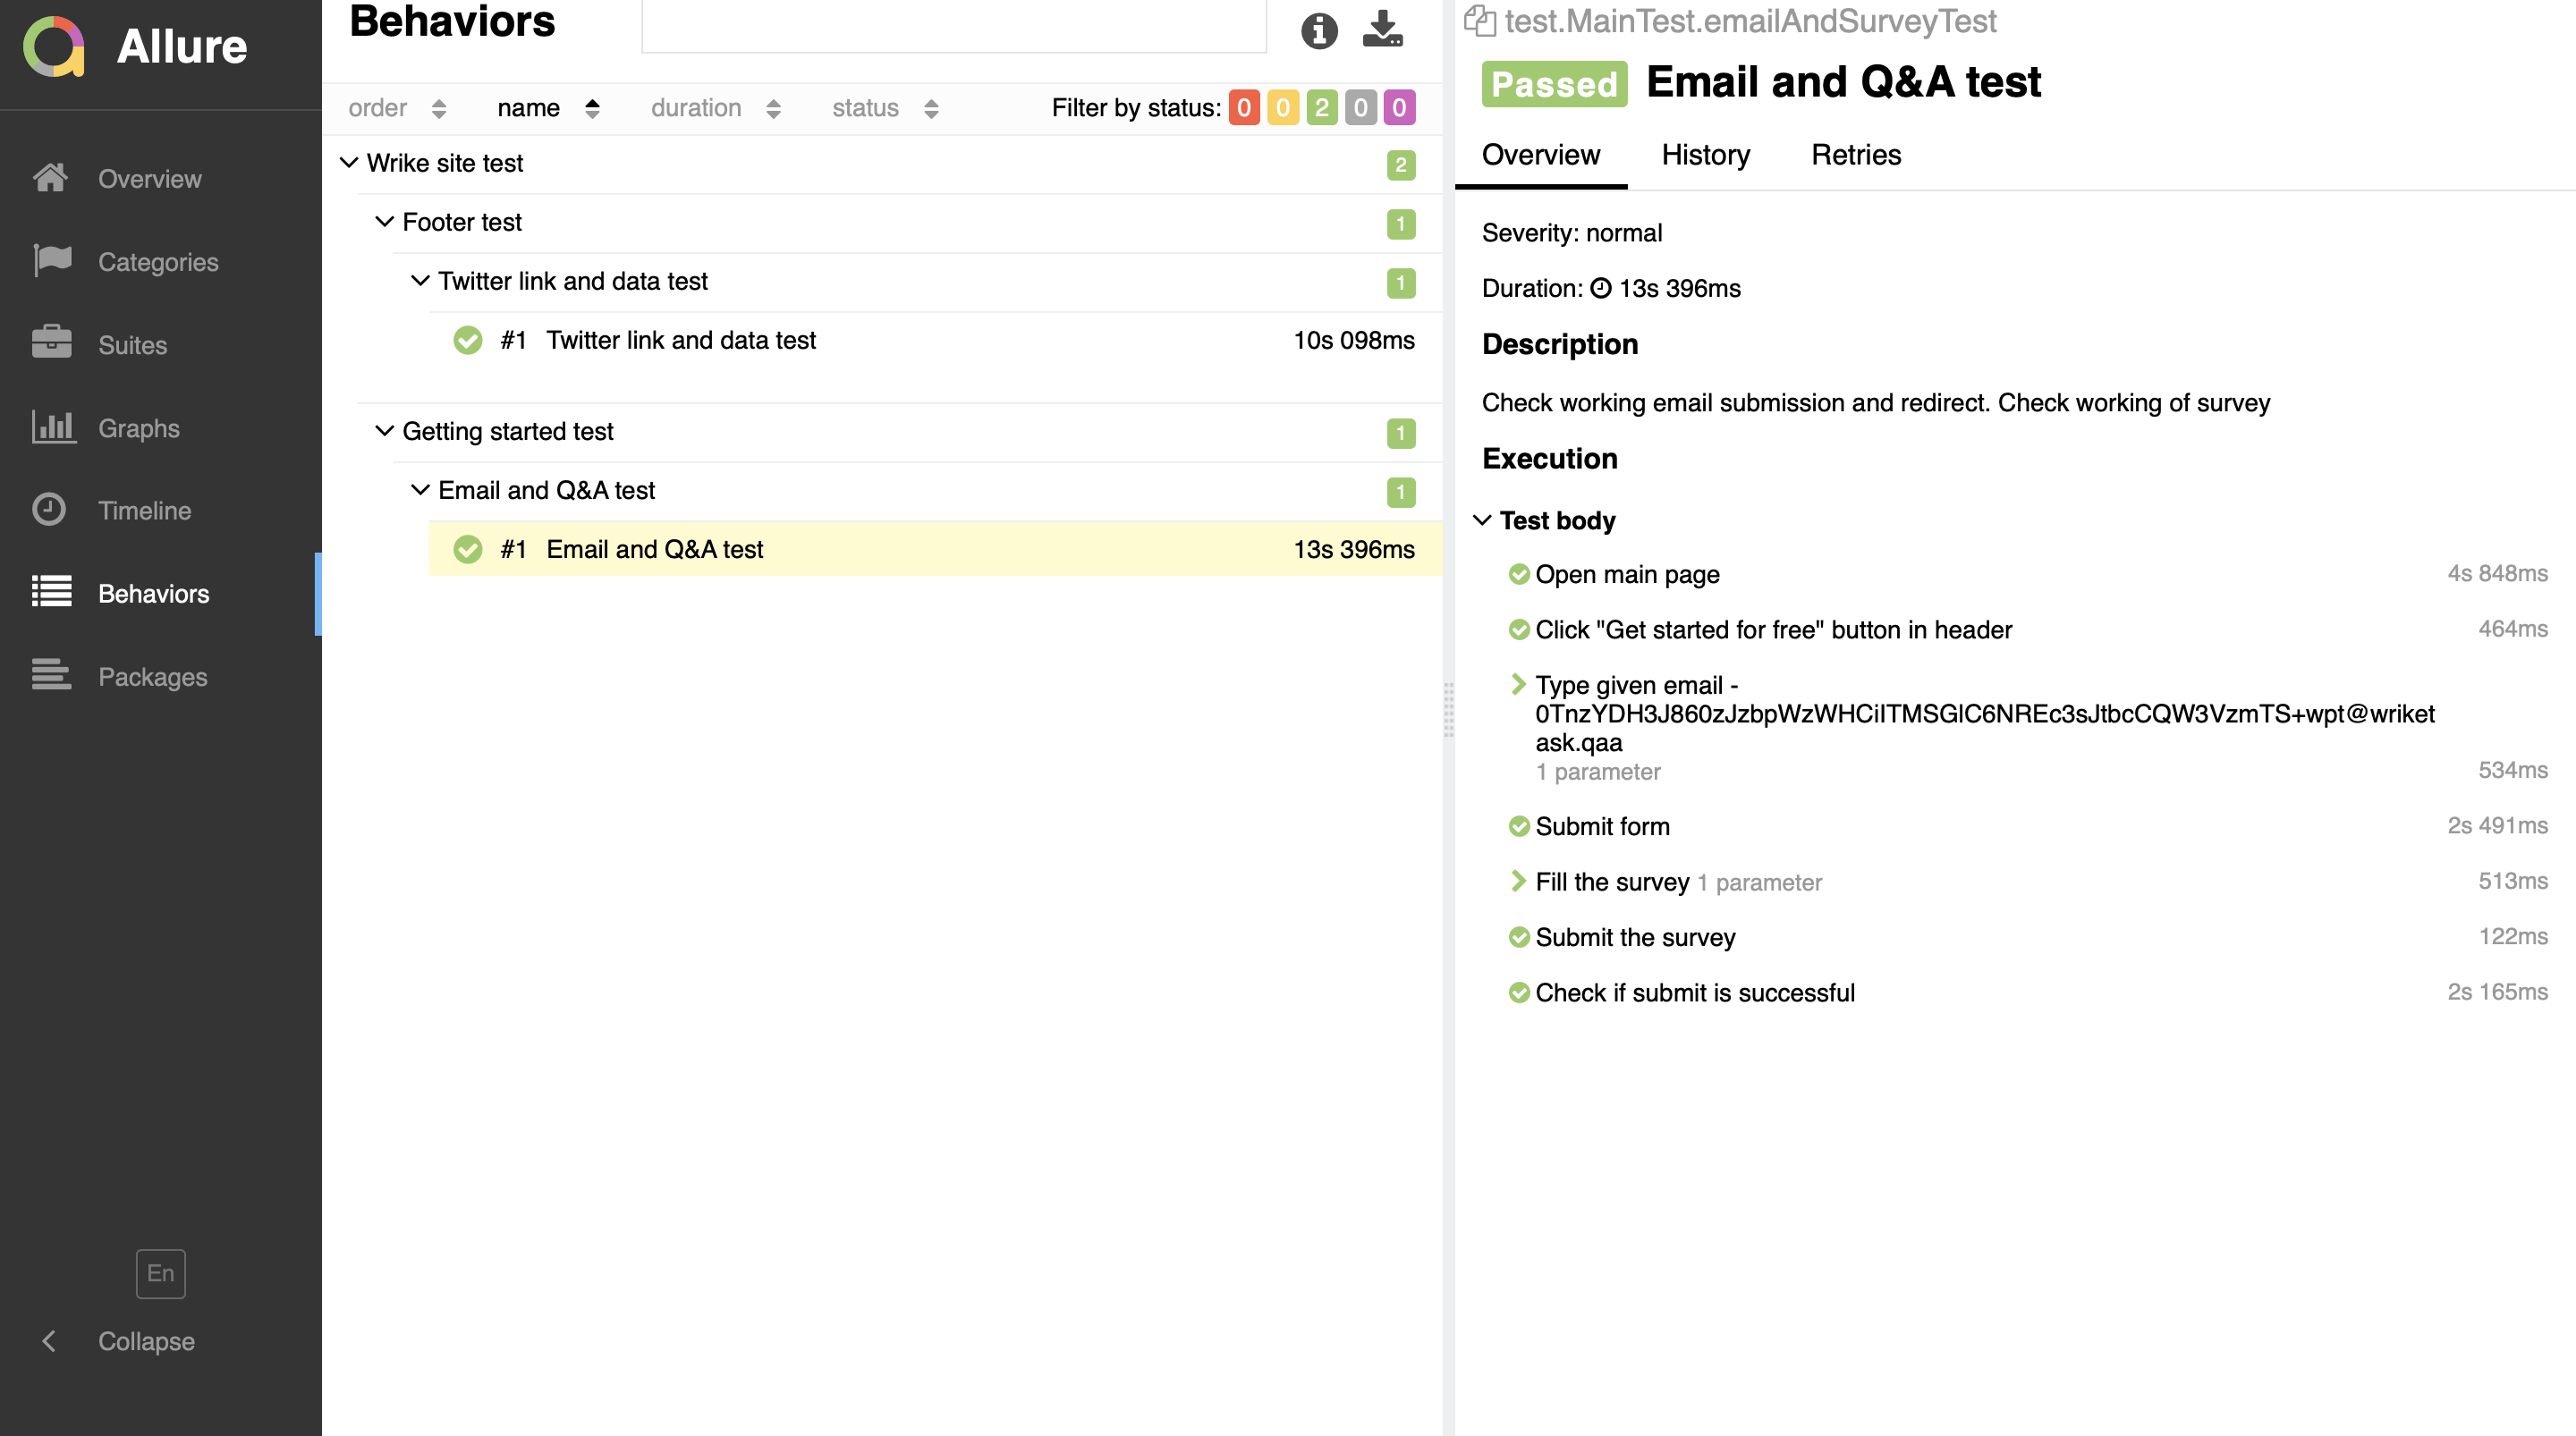 Allure
Overview
Categories
Suites
Graphs
Timeline
Behaviors
Packages
En
Collapse
Behaviors
order name duration status Filter by status: 0 0 2 0 0
Wrike site test 2
Footer test 1
Twitter link and data test 1
#1 Twitter link and data test 10s 098ms
Getting started test 1
Email and Q&A test 1
#1 Email and Q&A test 13s 396ms
test.MainTest.emailAndSurveyTest
Passed Email and Q&A test
Overview History Retries
Severity: normal
Duration: 13s 396ms
Description
Check working email submission and redirect. Check working of survey
Execution
Test body
Open main page 4s 848ms
Click "Get started for free" button in header 464ms
Type given email -
0TnzYDH3J860zJzbpWzWHCiITMSGlC6NREc3sJtbcCQW3VzmTS+wpt@wriket
ask.qaa
1 parameter 534ms
Submit form 2s 491ms
Fill the survey 1 parameter 513ms
Submit the survey 122ms
Check if submit is successful 2s 165ms